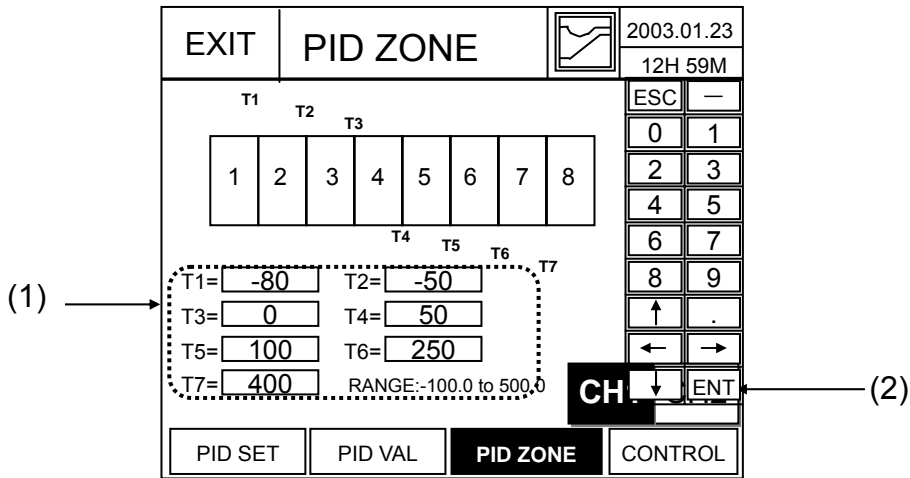 EXIT PID ZONE 2003.01.23
12H 59M
T1 T2 T3
1 2 3 4 5 6 7 8
T4 T5 T6 T7
ESC —
0 1
2 3
4 5
6 7
8 9
↑ .
← →
↓ ENT
(1)
T1= -80 T2= -50
T3= 0 T4= 50
T5= 100 T6= 250
T7= 400 RANGE:-100.0 to 500.0
(2)
PID SET PID VAL PID ZONE CONTROL